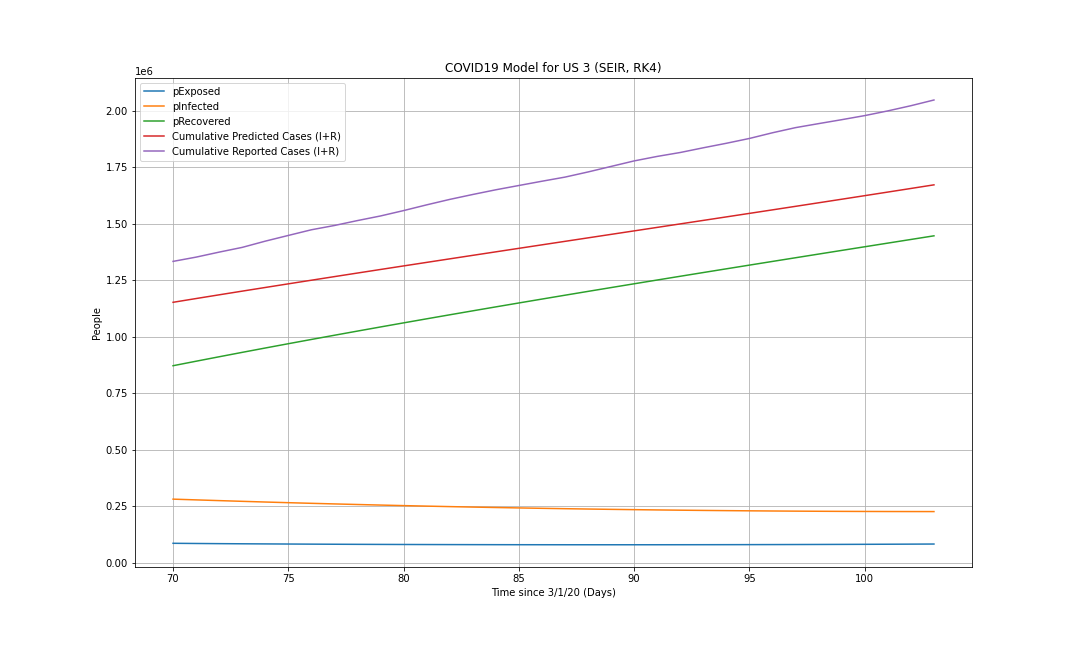 COVID19 Model for US 3 (SEIR, RK4)
1e6
pExposed
pInfected
pRecovered
Cumulative Predicted Cases (I+R)
Cumulative Reported Cases (I+R)
2.00
1.75
1.50
1.25
1.00
0.75
0.50
0.25
0.00
People
70 75 80 85 90 95 100
Time since 3/1/20 (Days)